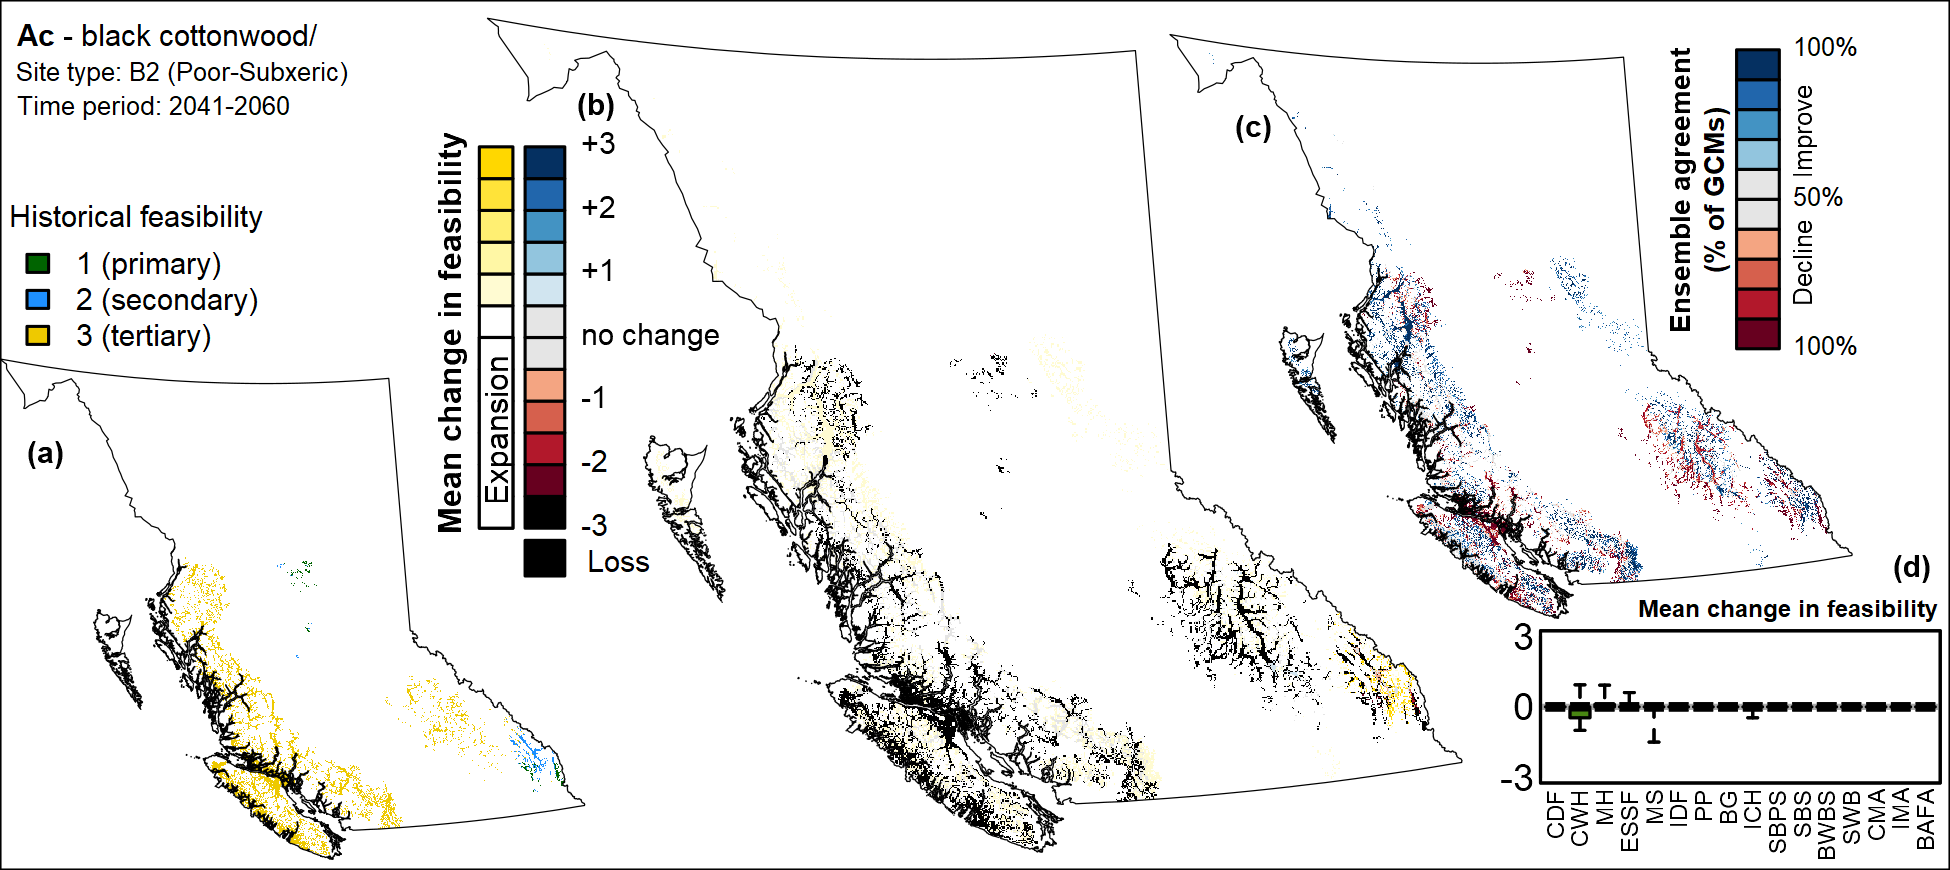 Ac - black cottonwood/
Site type: B2 (Poor-Subxeric)
Time period: 2041-2060
Historical feasibility
1 (primary)
2 (secondary)
3 (tertiary)
(a)
(b)
Mean change in feasibility
Expansion
+3
+2
+1
no change
-1
-2
-3
Loss
(c)
Ensemble agreement
(% of GCMs)
100%
Improve
50%
Decline
100%
(d)
Mean change in feasibility
3
0
-3
CDF
CWH
MH
ESSF
MS
IDF
PP
BG
ICH
SBPS
SBS
BWBS
SWB
CMA
IMA
BAFA